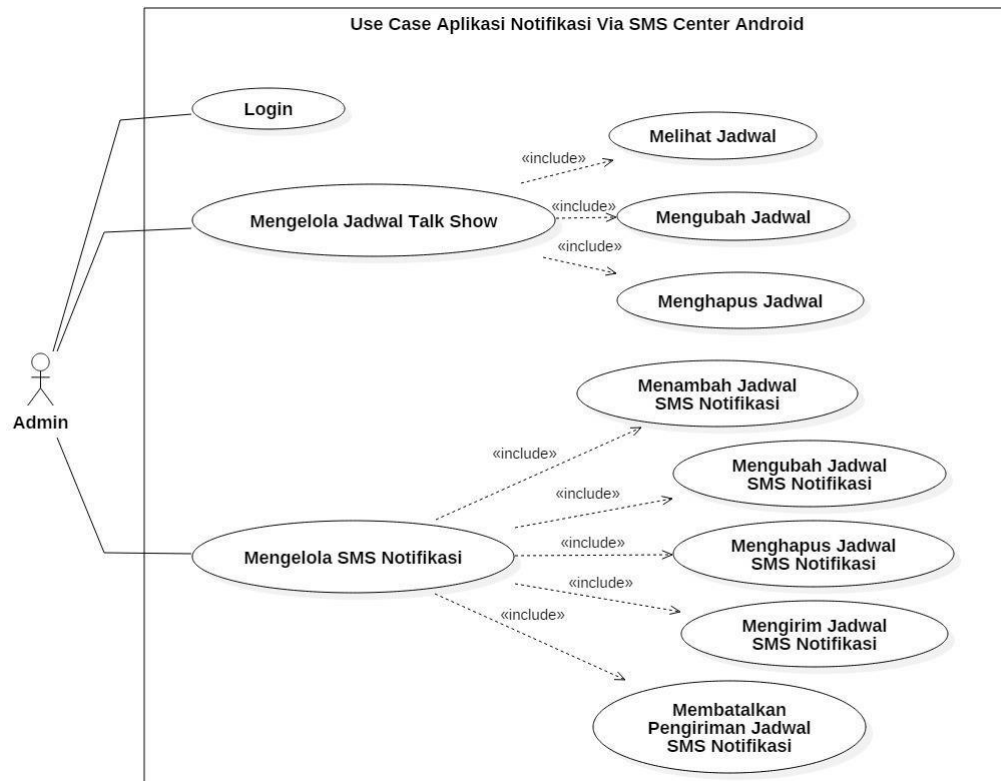 Use Case Aplikasi Notifikasi Via SMS Center Android
Login
Melihat Jadwal
«include»
Mengelola Jadwal Talk Show
«include»
Mengubah Jadwal
«include»
Menghapus Jadwal
Admin
Menambah Jadwal
SMS Notifikasi
«include»
Mengubah Jadwal
SMS Notifikasi
«include»
Mengelola SMS Notifikasi
«include»
Menghapus Jadwal
SMS Notifikasi
«include»
Mengirim Jadwal
SMS Notifikasi
«include»
Membatalkan
Pengiriman Jadwal
SMS Notifikasi